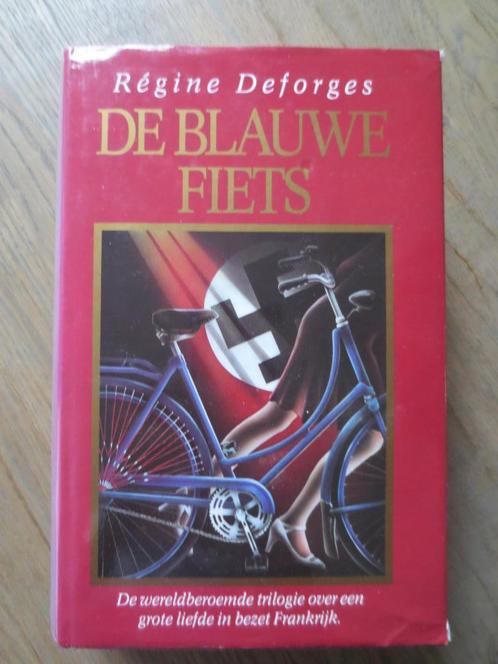 Régine Deforges
DE BLAUWE
FIETS
De wereldberoemde trilogie over een
grote liefde in bezet Frankrijk.